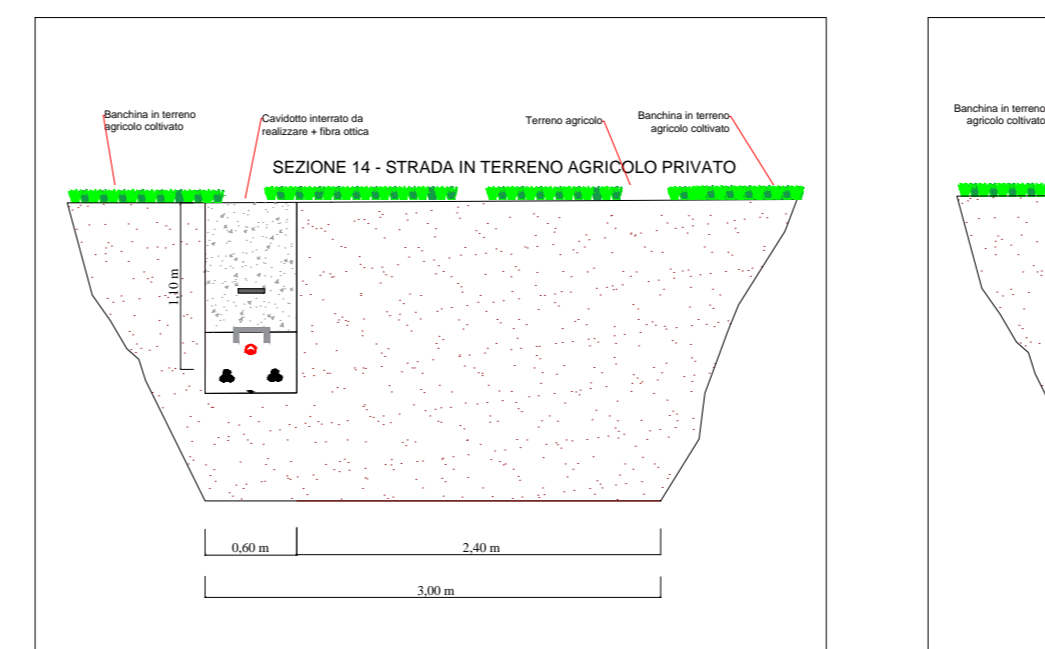 Banchina in terreno
agricolo coltivato
Cavidotto interrato da
realizzare + fibra ottica
Terreno agricolo
Banchina in terreno
agricolo coltivato
SEZIONE 14 - STRADA IN TERRENO AGRICOLO PRIVATO
1,10 m
0,60 m
2,40 m
3,00 m
Banchina in terreno
agricolo coltivato